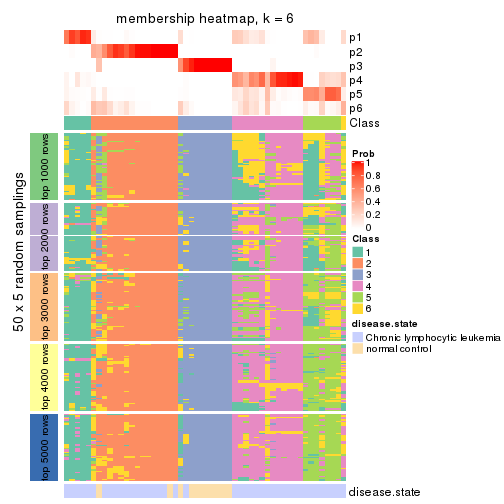 membership heatmap, k = 6
p1
p2
p3
p4
p5
p6
Class
50 x 5 random samplings
top 1000 rows
top 2000 rows
top 3000 rows
top 4000 rows
top 5000 rows
Prob
1
0.8
0.6
0.4
0.2
0
Class
1
2
3
4
5
6
disease.state
Chronic lymphocytic leukemia
normal control
disease.state